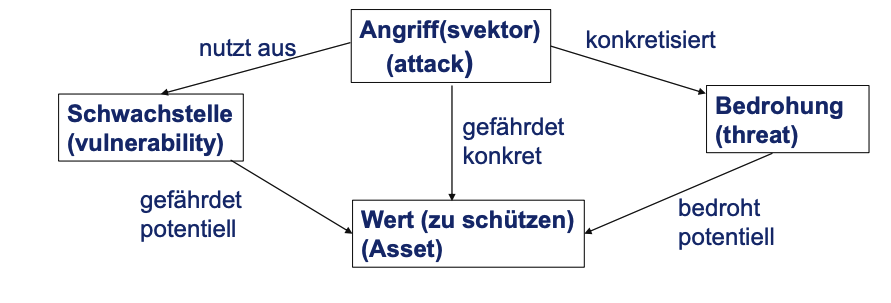 Angriff(svektor)
(attack)
nutzt aus
konkretisiert
Schwachstelle
(vulnerability)
gefährdet
konkret
Bedrohung
(threat)
gefährdet
potentiell
Wert (zu schützen)
(Asset)
bedroht
potentiell